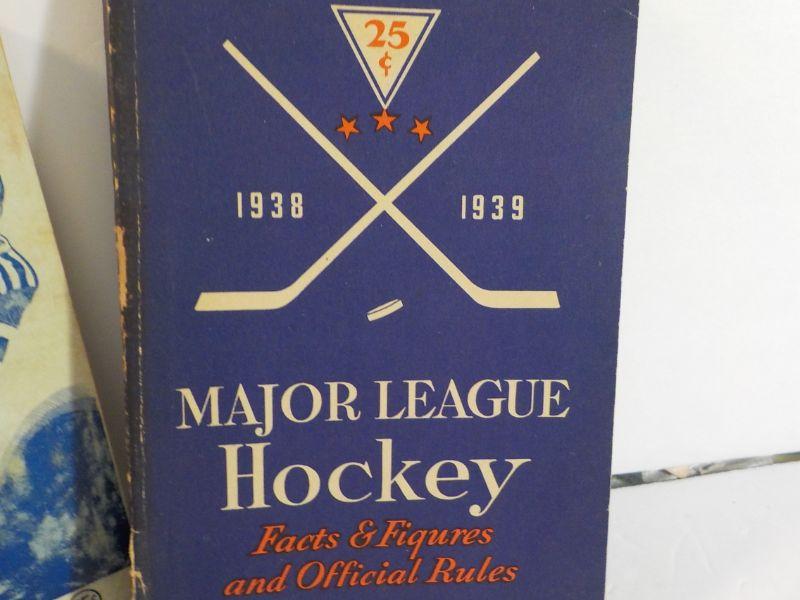 25
¢
1938 1939
MAJOR LEAGUE
Hockey
Facts & Figures
and Official Rules